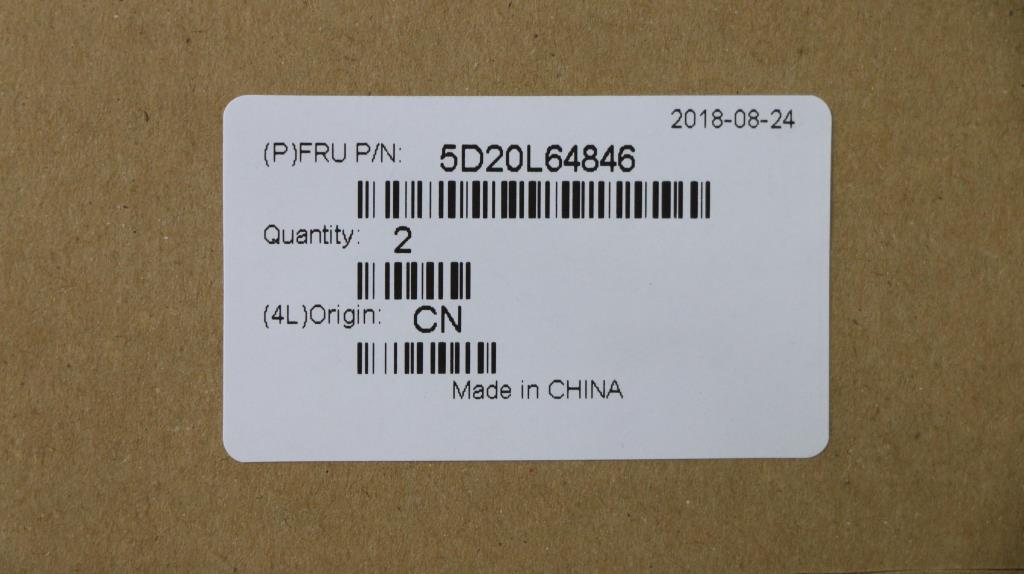 2018-08-24
(P)FRU P/N: 5D20L64846
Quantity: 2
(4L)Origin: CN
Made in CHINA